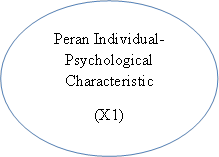 Peran Individual-
Psychological
Characteristic
(X1)